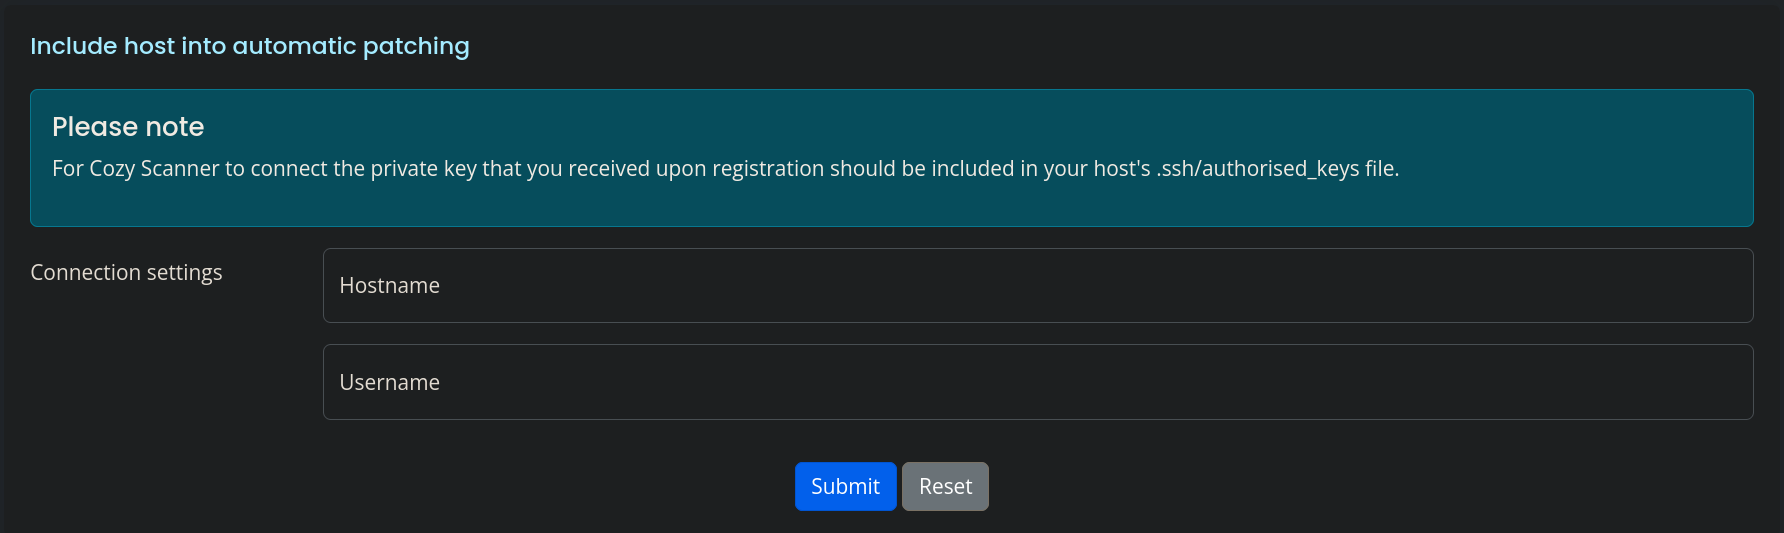 Include host into automatic patching
Please note
For Cozy Scanner to connect the private key that you received upon registration should be included in your host's .ssh/authorised_keys file.
Connection settings
Hostname
Username
Submit
Reset